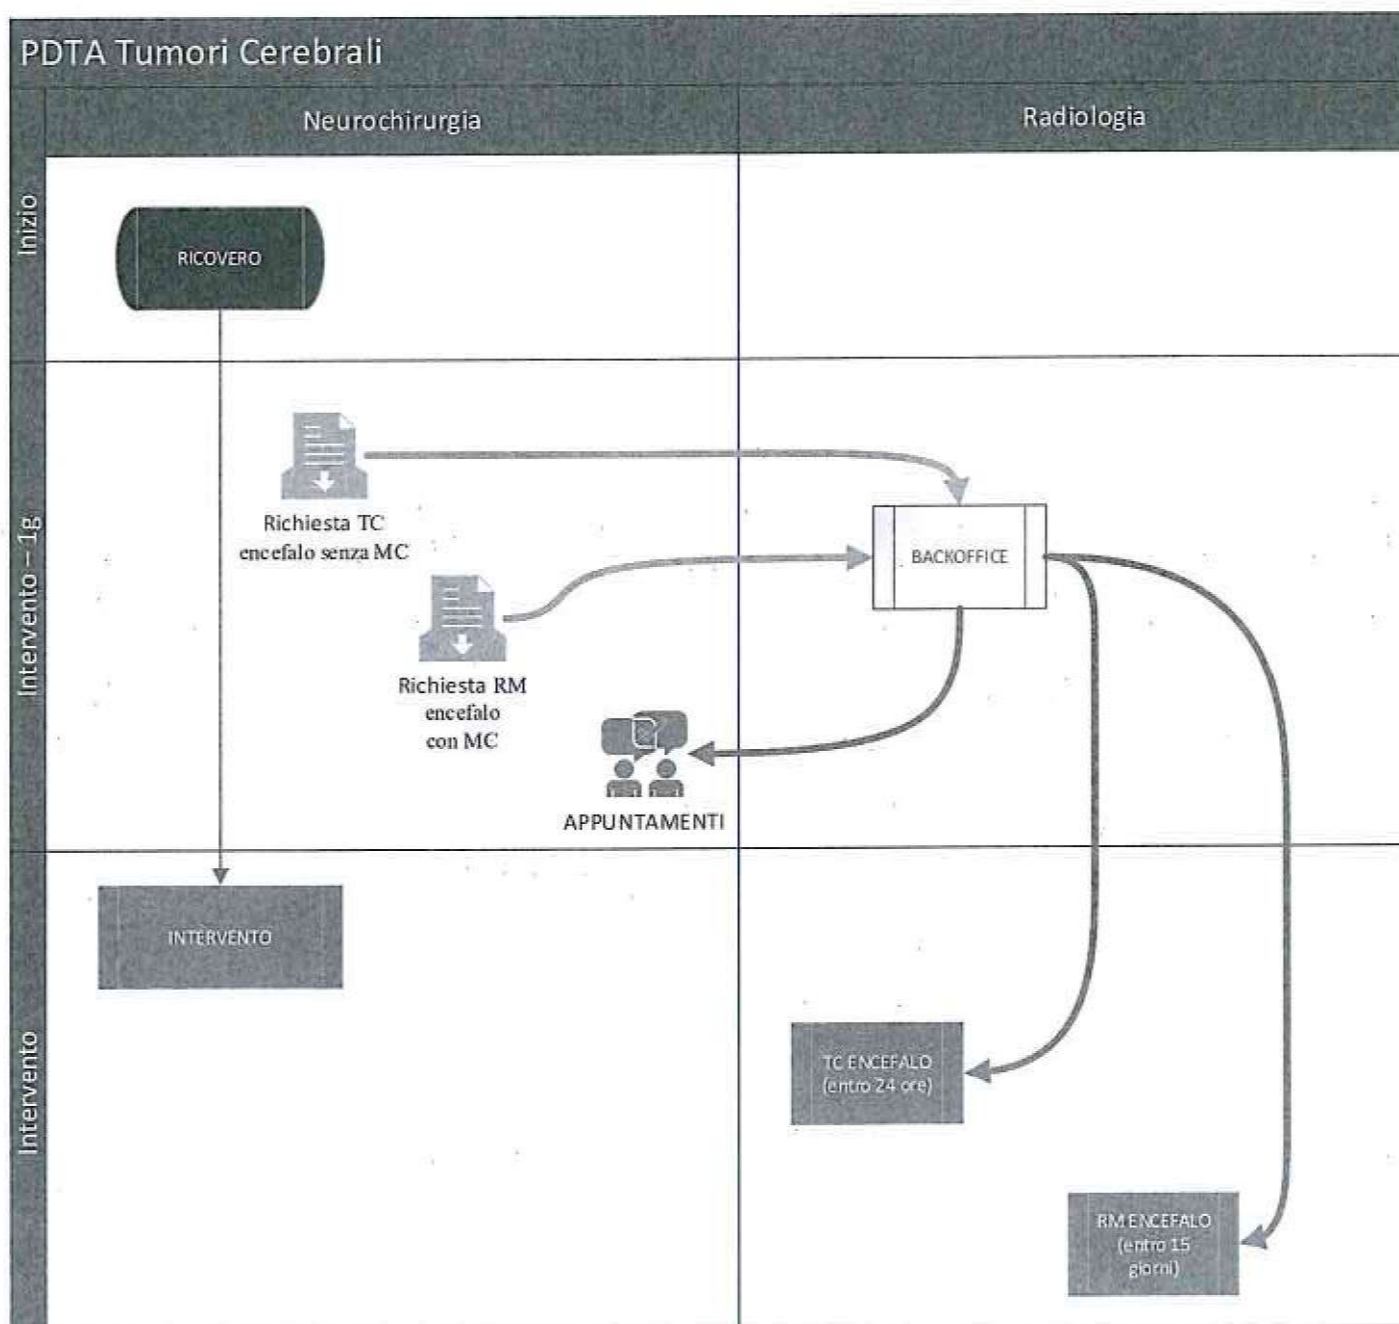 PDTA Tumori Cerebrali
Neurochirurgia
Radiologia
Inizio
RICOVERO
Intervento – 1g
Richiesta TC
encefalo senza MC
BACKOFFICE
Richiesta RM
encefalo
con MC
APPUNTAMENTI
Intervento
INTERVENTO
TC ENCEFALO
(entro 24 ore)
RM ENCEFALO
(entro 15
giorni)